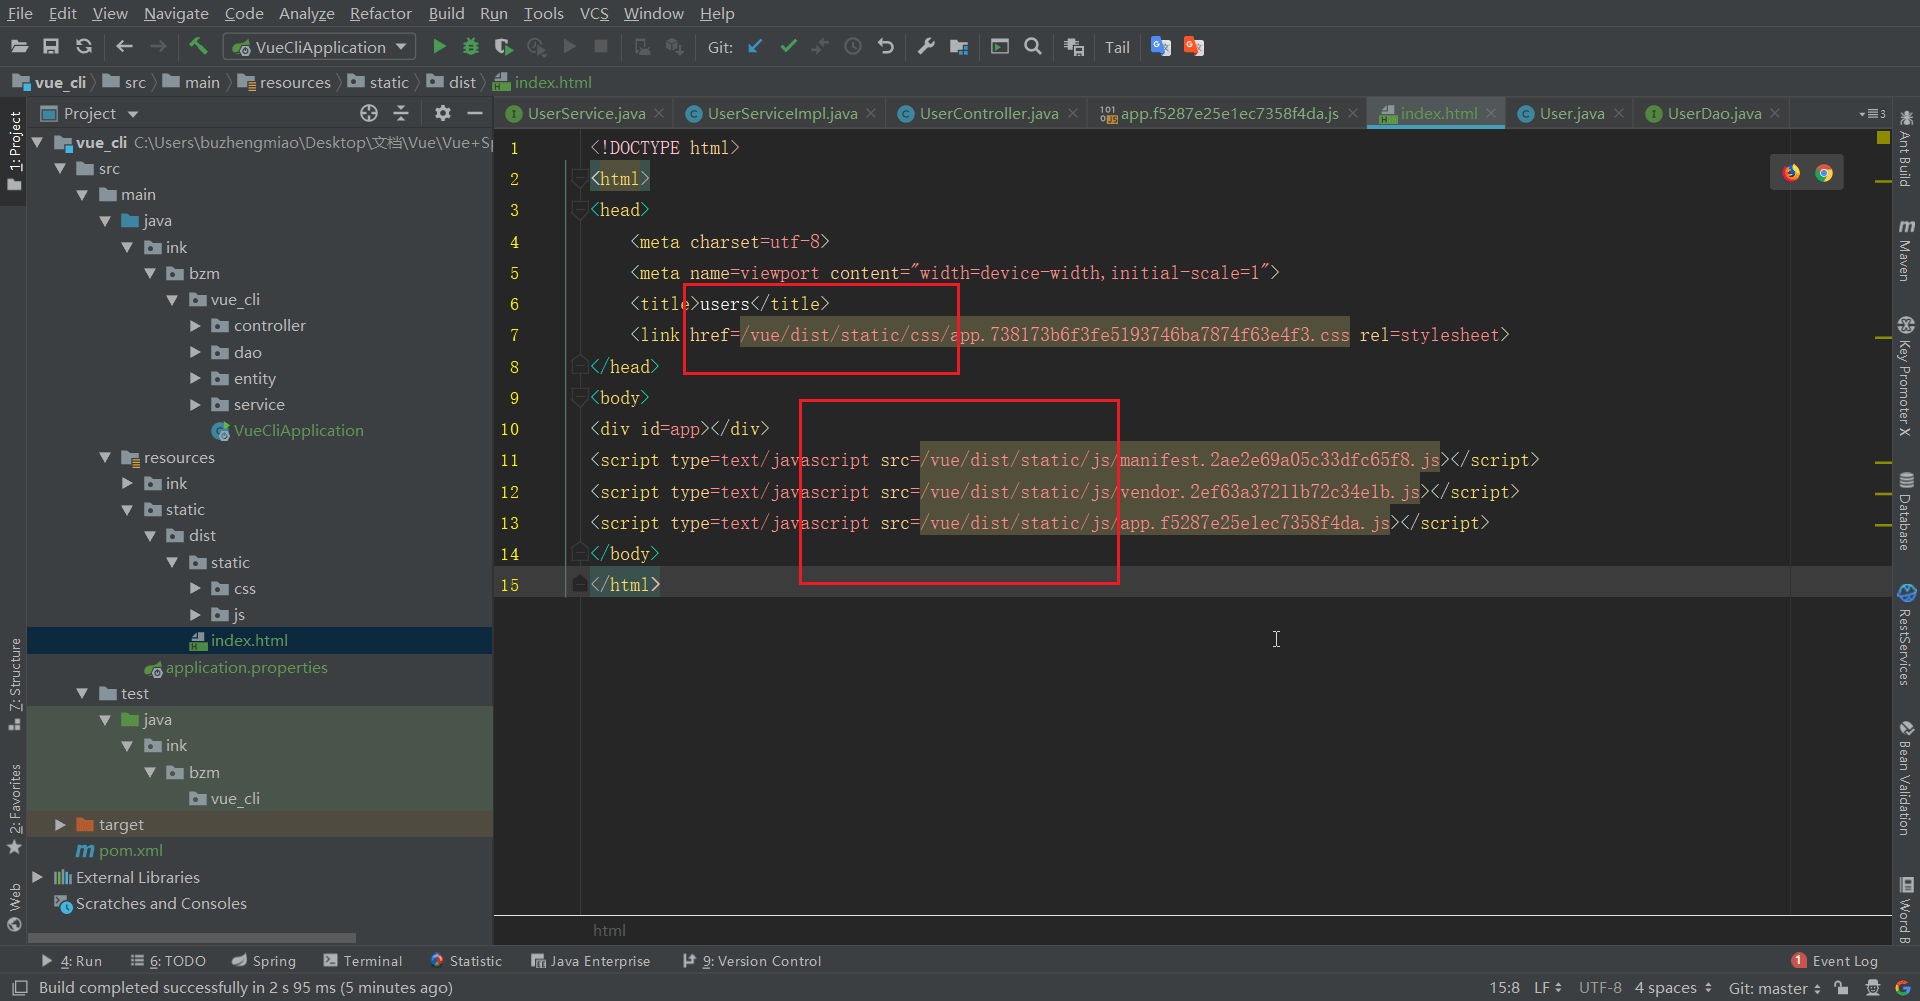 File Edit View Navigate Code Analyze Refactor Build Run Tools VCS Window Help
VueCliApplication Git: Tail
vue_cli src main resources static dist index.html
Project
UserService.java UserServiceImpl.java UserController.java app.f5287e25e1ec7358f4da.js index.html User.java UserDao.java 3
1: Project
7: Structure
2: Favorites
Web
vue_cli C:\Users\buzhengmiao\Desktop\文档\Vue\Vue+Sp
src
main
java
ink
bzm
vue_cli
controller
dao
entity
service
VueCliApplication
resources
ink
static
dist
static
css
js
index.html
application.properties
test
java
ink
bzm
vue_cli
target
pom.xml
External Libraries
Scratches and Consoles
1 <!DOCTYPE html>
2 <html>
3 <head>
4 <meta charset=utf-8>
5 <meta name=viewport content="width=device-width,initial-scale=1">
6 <title>users</title>
7 <link href=/vue/dist/static/css/app.738173b6f3fe5193746ba7874f63e4f3.css rel=stylesheet>
8 </head>
9 <body>
10 <div id=app></div>
11 <script type=text/javascript src=/vue/dist/static/js/manifest.2ae2e69a05c33dfc65f8.js></script>
12 <script type=text/javascript src=/vue/dist/static/js/vendor.2ef63a37211b72c34e1b.js></script>
13 <script type=text/javascript src=/vue/dist/static/js/app.f5287e25e1ec7358f4da.js></script>
14 </body>
15 </html>
html
Ant Build
Maven
Key Promoter X
Database
RestServices
Bean Validation
Word B
4: Run 6: TODO Spring Terminal Statistic Java Enterprise 9: Version Control 1 Event Log
Build completed successfully in 2 s 95 ms (5 minutes ago) 15:8 LF UTF-8 4 spaces Git: master